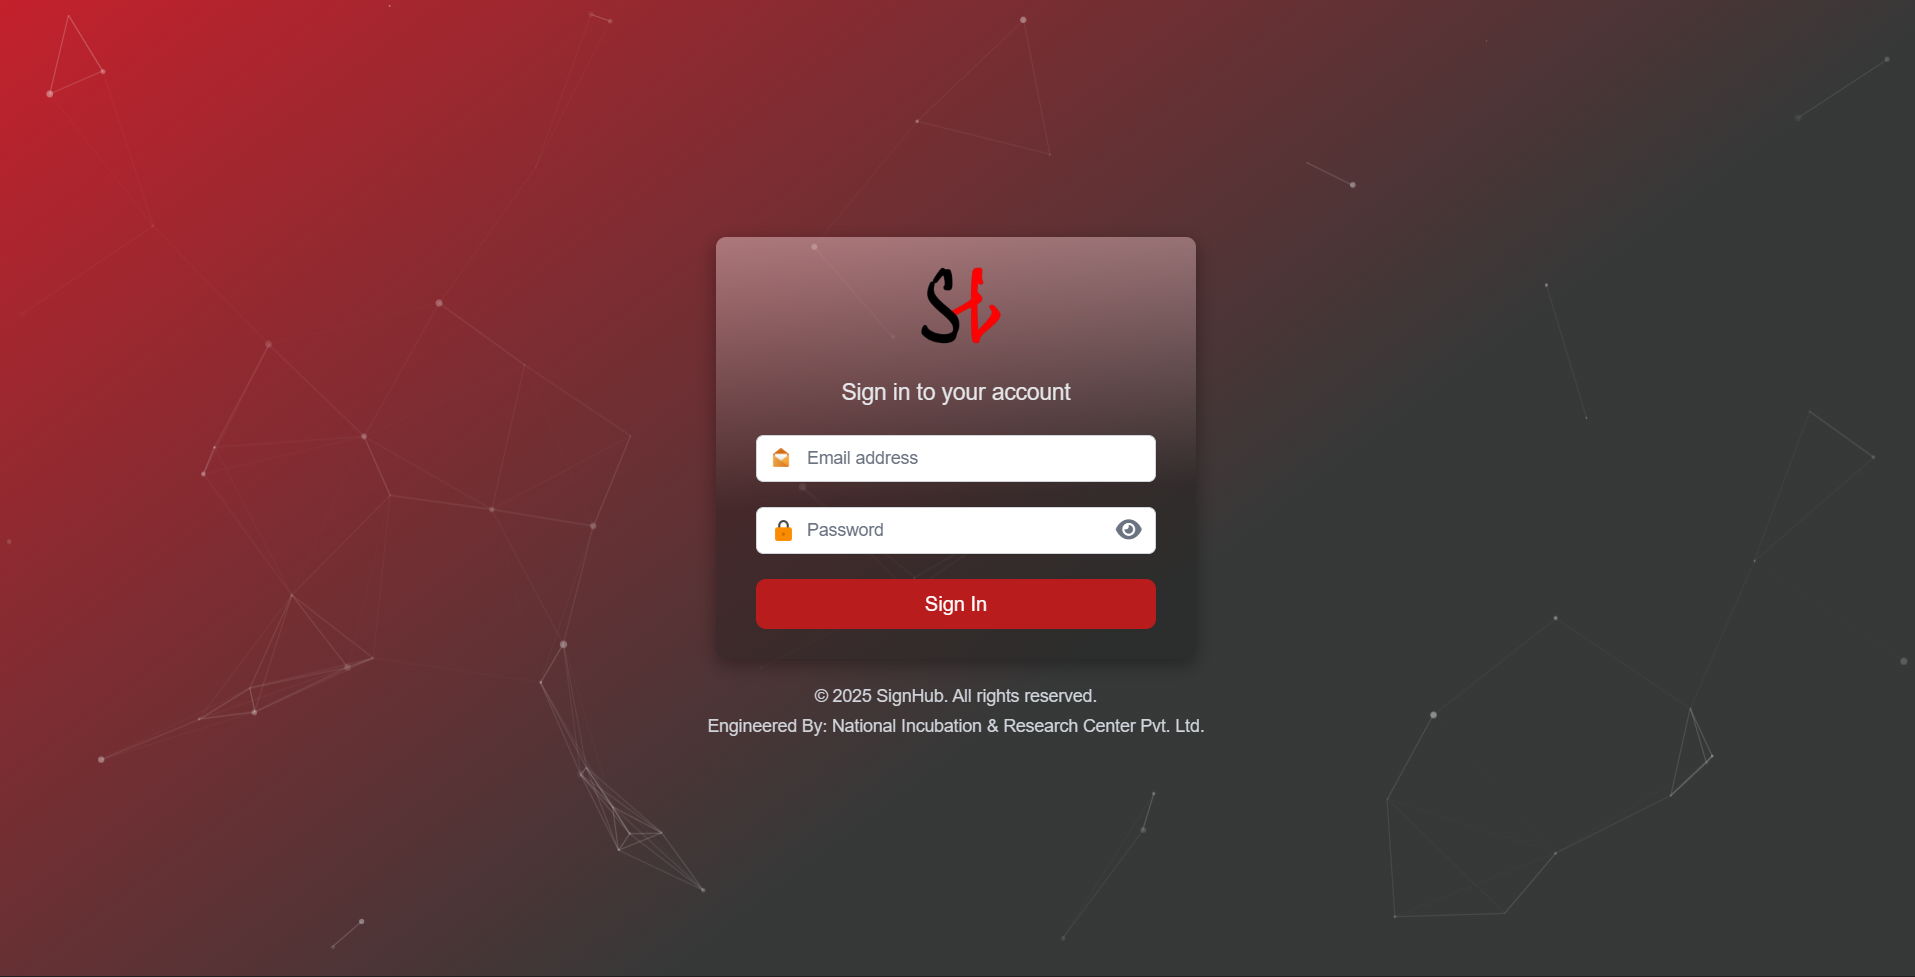 Sign in to your account
Email address
Password
Sign In
© 2025 SignHub. All rights reserved.
Engineered By: National Incubation & Research Center Pvt. Ltd.